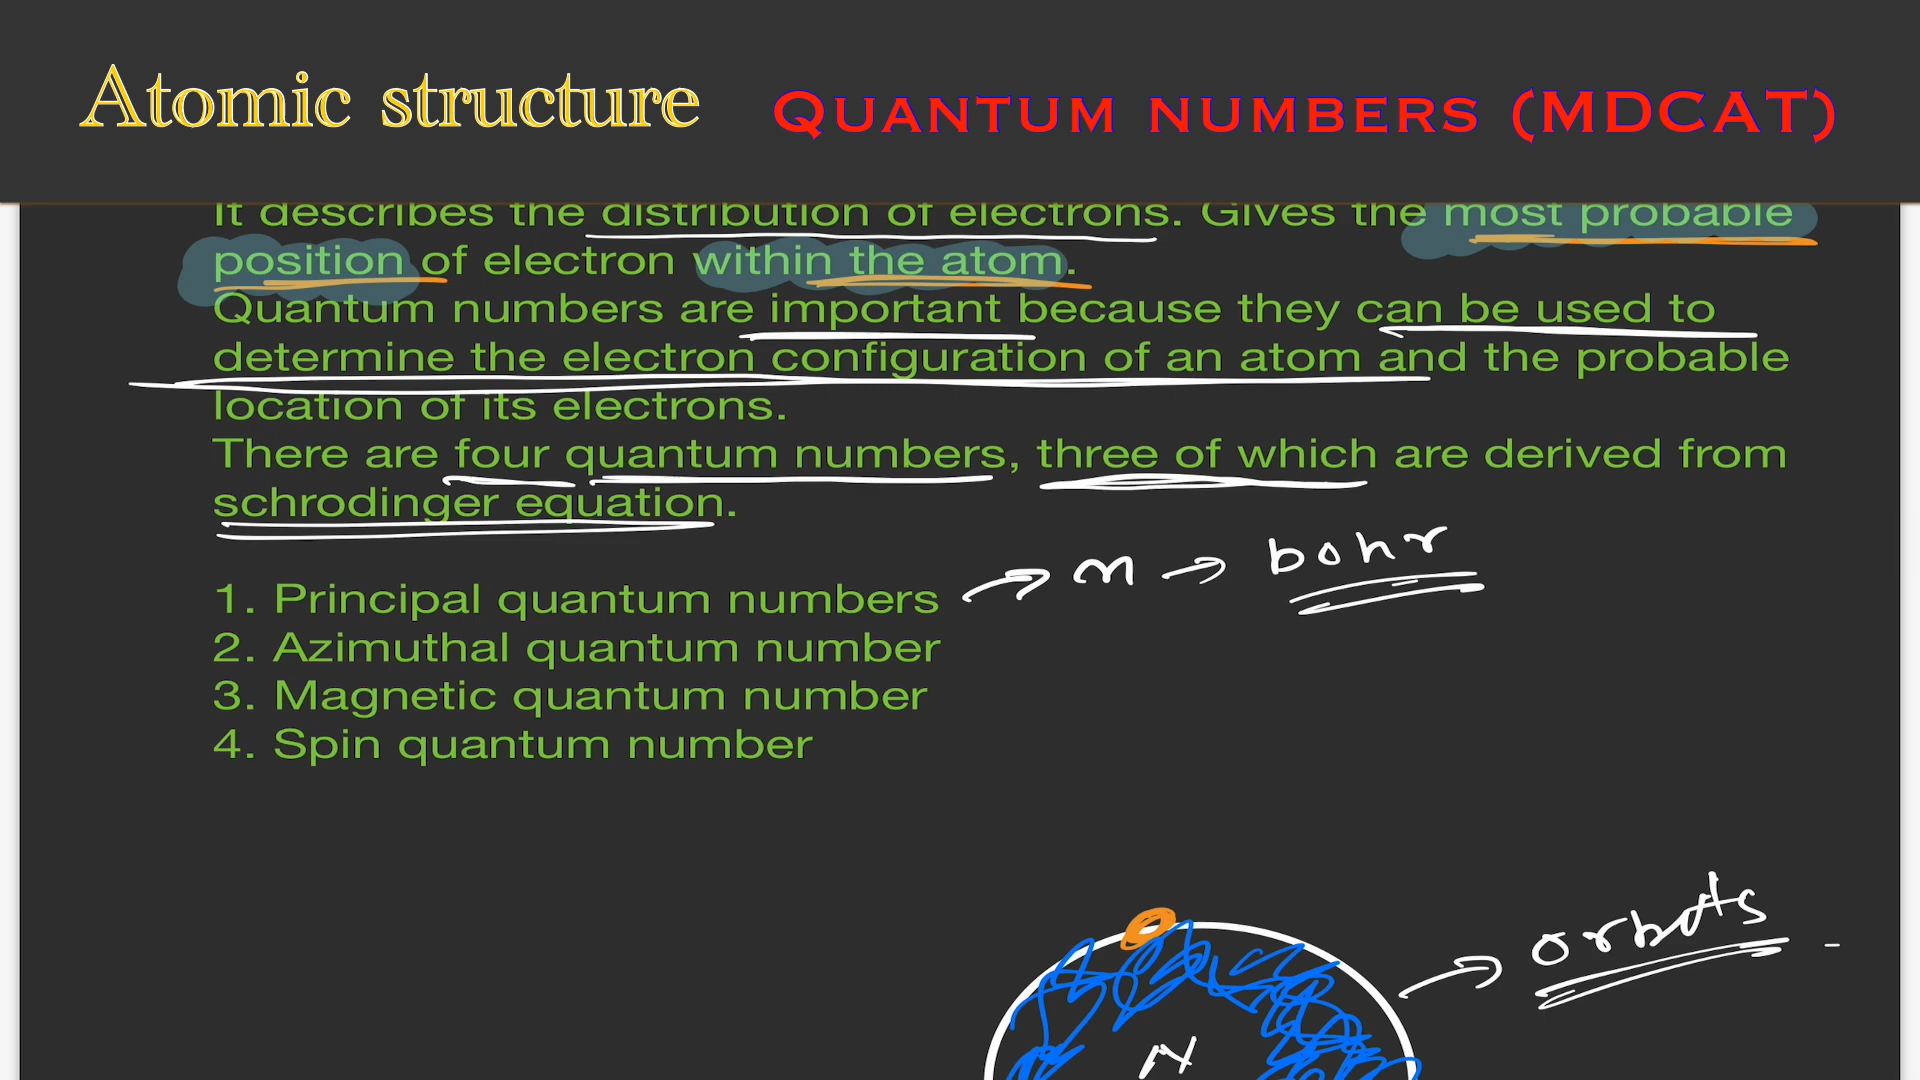 Atomic structure QUANTUM NUMBERS (MDCAT)
It describes the distribution of electrons. Gives the most probable
position of electron within the atom.
Quantum numbers are important because they can be used to
determine the electron configuration of an atom and the probable
location of its electrons.
There are four quantum numbers, three of which are derived from
schrodinger equation.
1. Principal quantum numbers → n → bohr
2. Azimuthal quantum number
3. Magnetic quantum number
4. Spin quantum number
→ orbits
N